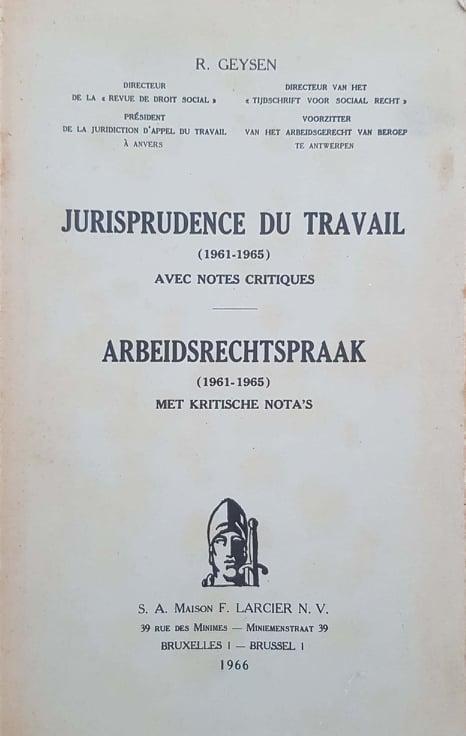 R. GEYSEN
DIRECTEUR
DE LA « REVUE DE DROIT SOCIAL »
PRÉSIDENT
DE LA JURIDICTION D'APPEL DU TRAVAIL
À ANVERS
DIRECTEUR VAN HET
« TIJDSCHRIFT VOOR SOCIAAL RECHT »
VOORZITTER
VAN HET ARBEIDSGERECHT VAN BEROEP
TE ANTWERPEN
JURISPRUDENCE DU TRAVAIL
(1961-1965)
AVEC NOTES CRITIQUES
ARBEIDSRECHTSPRAAK
(1961-1965)
MET KRITISCHE NOTA'S
S. A. MAISON F. LARCIER N. V.
39 RUE DES MINIMES — MINIEMENSTRAAT 39
BRUXELLES 1 — BRUSSEL 1
1966